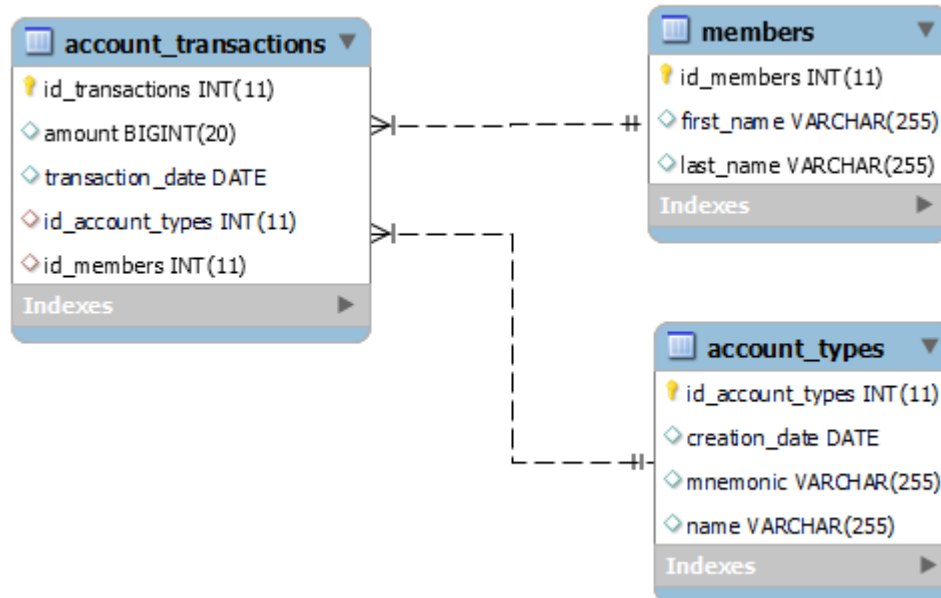 account_transactions
id_transactions INT(11)
amount BIGINT(20)
transaction_date DATE
id_account_types INT(11)
id_members INT(11)
Indexes
members
id_members INT(11)
first_name VARCHAR(255)
last_name VARCHAR(255)
Indexes
account_types
id_account_types INT(11)
creation_date DATE
mnemonic VARCHAR(255)
name VARCHAR(255)
Indexes